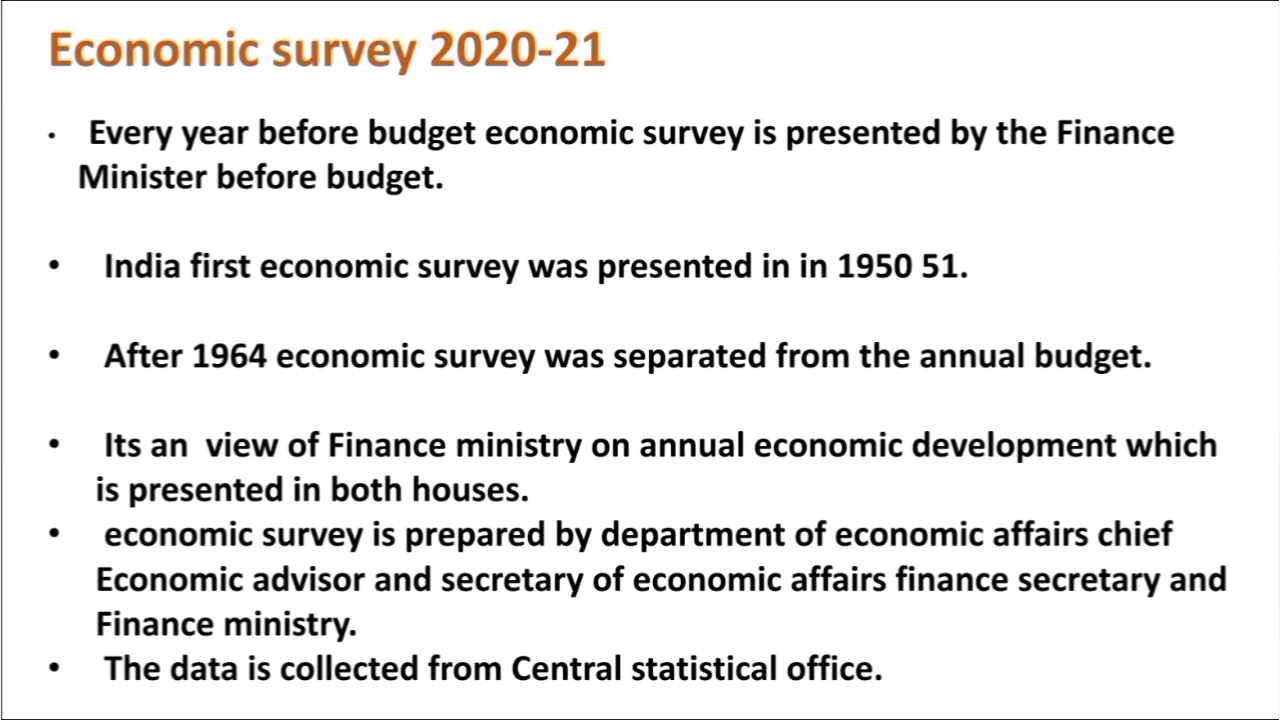 Economic survey 2020-21
• Every year before budget economic survey is presented by the Finance
Minister before budget.
• India first economic survey was presented in in 1950 51.
• After 1964 economic survey was separated from the annual budget.
• Its an view of Finance ministry on annual economic development which
is presented in both houses.
• economic survey is prepared by department of economic affairs chief
Economic advisor and secretary of economic affairs finance secretary and
Finance ministry.
• The data is collected from Central statistical office.